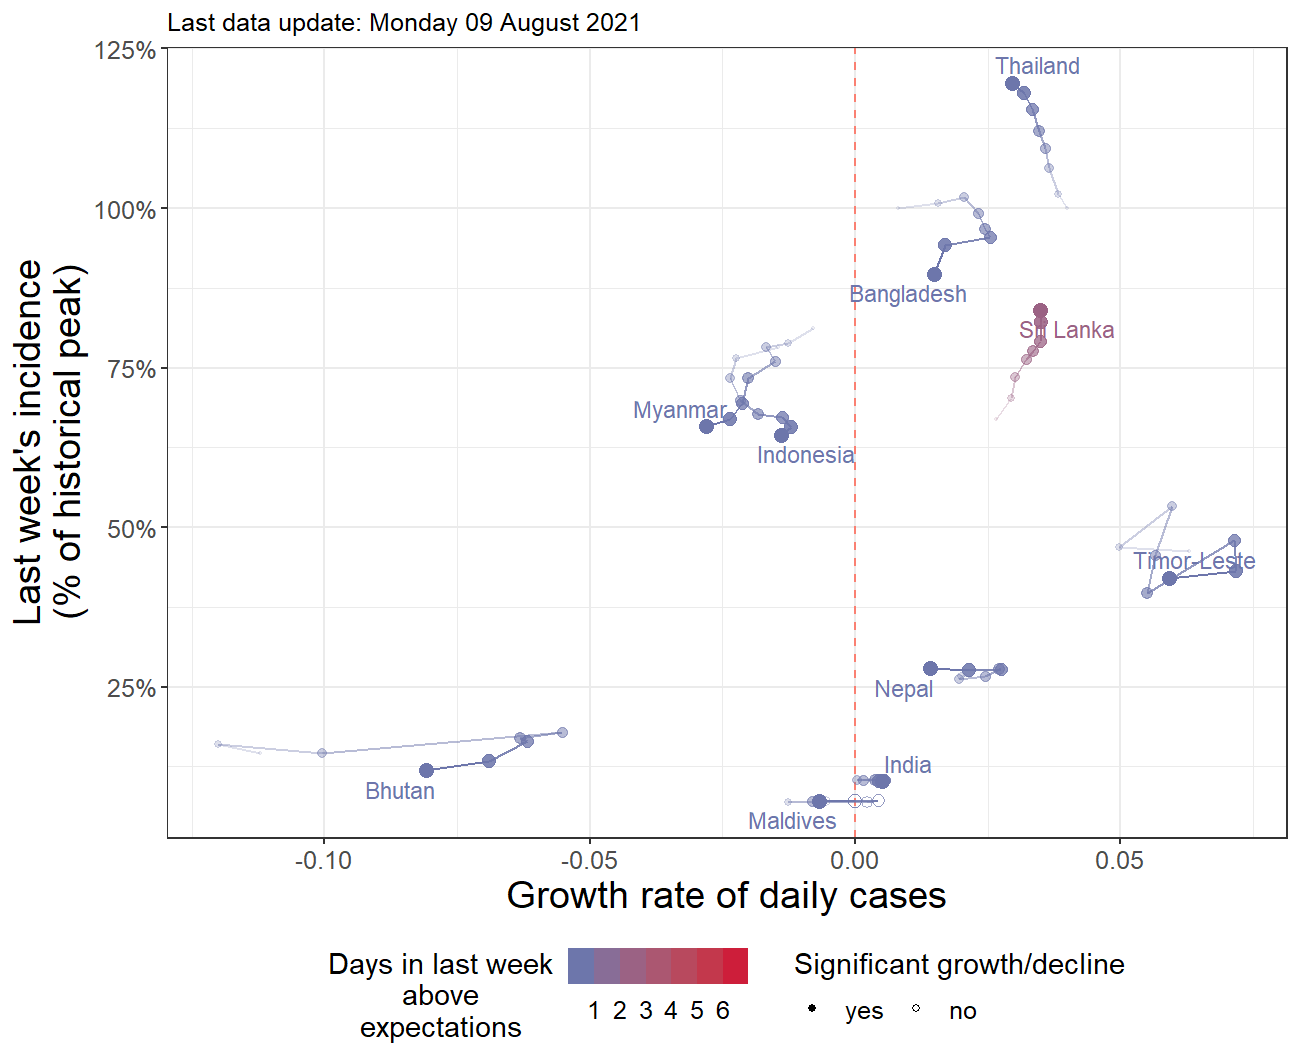 Last data update: Monday 09 August 2021
125%
100%
75%
50%
25%
Last week's incidence
(% of historical peak)
Thailand
Bangladesh
Sri Lanka
Myanmar
Indonesia
Timor-Leste
Nepal
India
Bhutan
Maldives
-0.10 -0.05 0.00 0.05
Growth rate of daily cases
Days in last week
above
expectations
1 2 3 4 5 6
Significant growth/decline
yes no